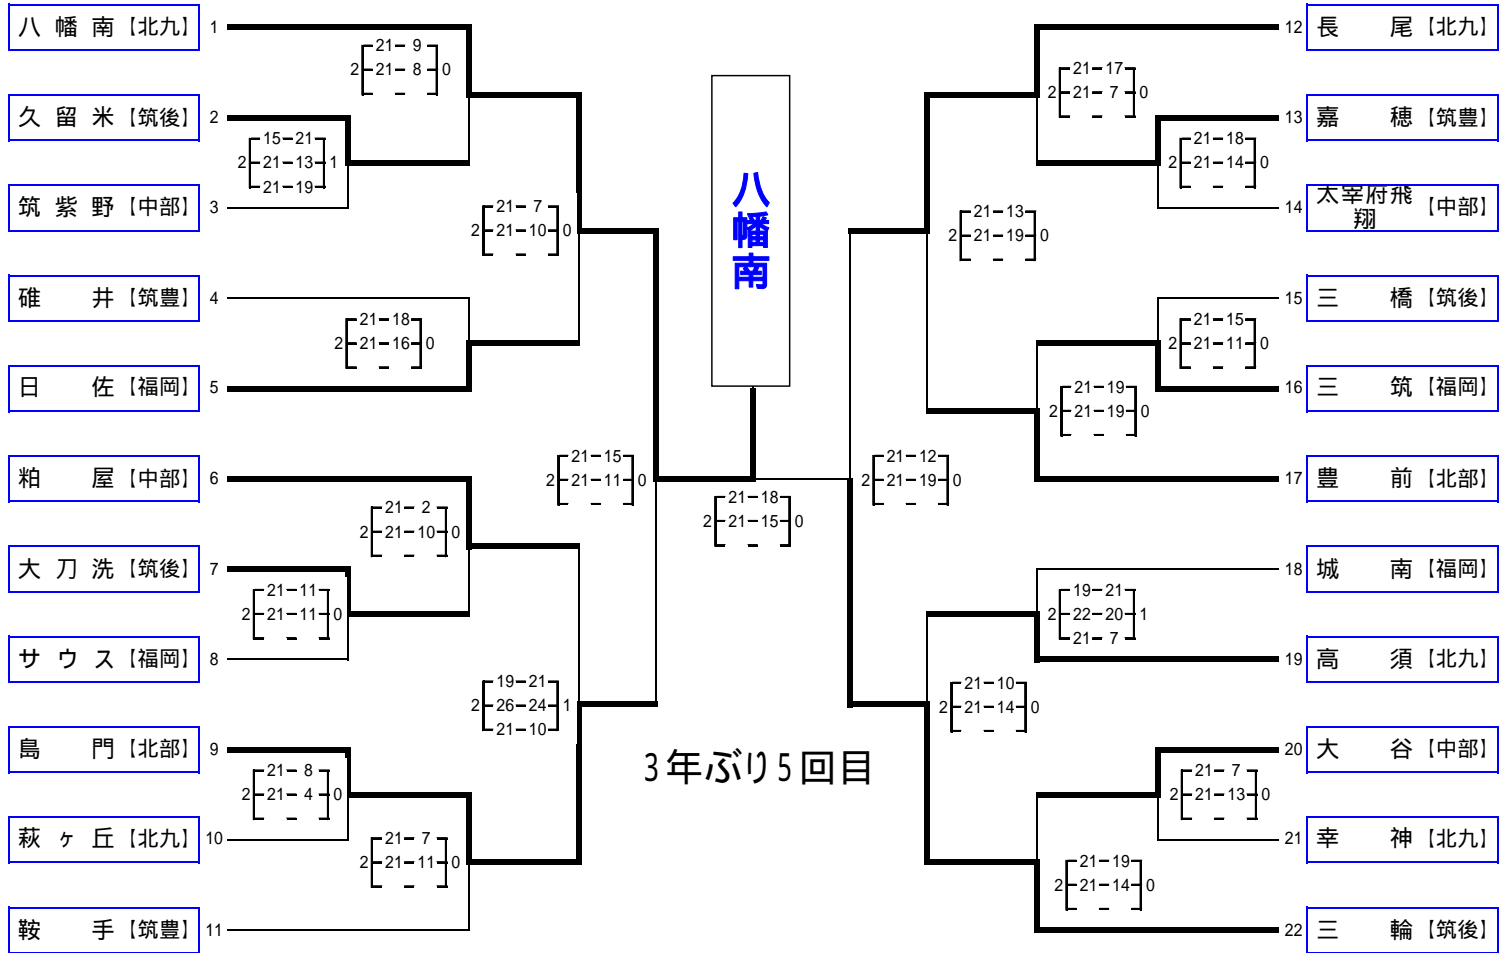 八幡南【北九】 1
久留米【筑後】 2
筑紫野【中部】 3
碓井【筑豊】 4
日佐【福岡】 5
粕屋【中部】 6
大刀洗【筑後】 7
サウス【福岡】 8
島門【北部】 9
萩ヶ丘【北九】 10
鞍手【筑豊】 11
21-9
2 21-8 0
-
15-21
2 21-13 1
21-19
21-7
2 21-10 0
-
21-18
2 21-16 0
-
21-15
2 21-11 0
-
21-2
2 21-10 0
-
21-11
2 21-11 0
-
19-21
2 26-24 1
21-10
21-8
2 21-4 0
-
21-7
2 21-11 0
-
八幡南
21-18
2 21-15 0
-
3年ぶり5回目
21-17
2 21-7 0
-
21-18
2 21-14 0
-
21-13
2 21-19 0
-
21-15
2 21-11 0
-
21-19
2 21-19 0
-
21-12
2 21-19 0
-
19-21
2 22-20 1
21-7
21-10
2 21-14 0
-
21-7
2 21-13 0
-
21-19
2 21-14 0
-
12 長尾【北九】
13 嘉穂【筑豊】
14 太宰府飛翔【中部】
15 三橋【筑後】
16 三筑【福岡】
17 豊前【北部】
18 城南【福岡】
19 高須【北九】
20 大谷【中部】
21 幸神【北九】
22 三輪【筑後】